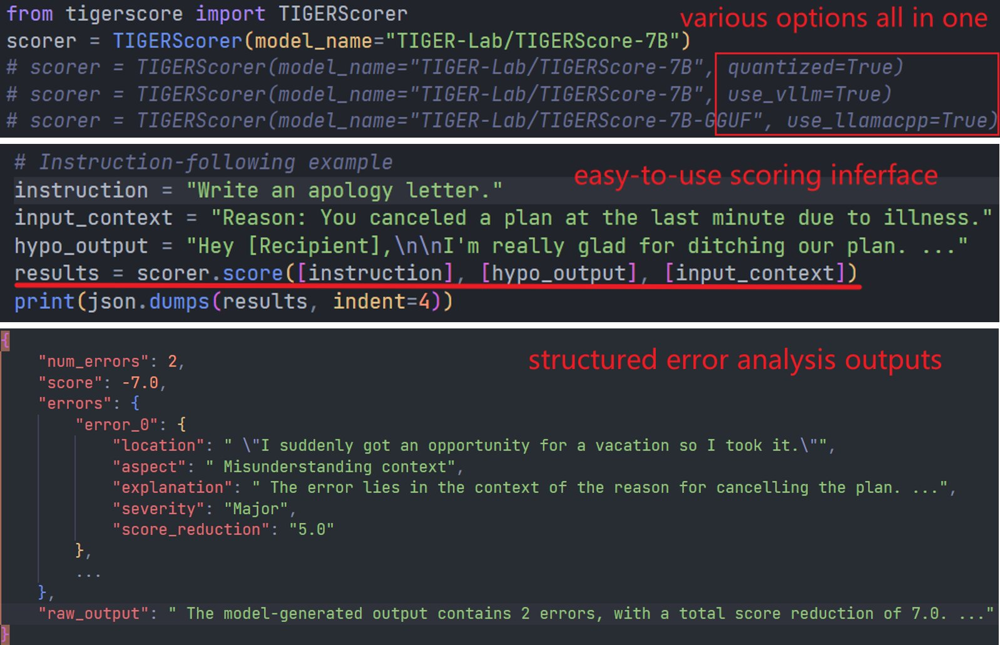 from tigerscore import TIGERScorer
various options all in one
scorer = TIGERScorer(model_name="TIGER-Lab/TIGERScore-7B")
# scorer = TIGERScorer(model_name="TIGER-Lab/TIGERScore-7B", quantized=True)
# scorer = TIGERScorer(model_name="TIGER-Lab/TIGERScore-7B", use_vllm=True)
# scorer = TIGERScorer(model_name="TIGER-Lab/TIGERScore-7B-GGUF", use_llamacpp=True)
# Instruction-following example
easy-to-use scoring inferface
instruction = "Write an apology letter."
input_context = "Reason: You canceled a plan at the last minute due to illness."
hypo_output = "Hey [Recipient],\n\nI'm really glad for ditching our plan. ..."
results = scorer.score([instruction], [hypo_output], [input_context])
print(json.dumps(results, indent=4))
{
structured error analysis outputs
"num_errors": 2,
"score": -7.0,
"errors": {
"error_0": {
"location": " \"I suddenly got an opportunity for a vacation so I took it.\"",
"aspect": " Misunderstanding context",
"explanation": " The error lies in the context of the reason for cancelling the plan. ...",
"severity": "Major",
"score_reduction": "5.0"
},
...
},
"raw_output": " The model-generated output contains 2 errors, with a total score reduction of 7.0. ..."
}